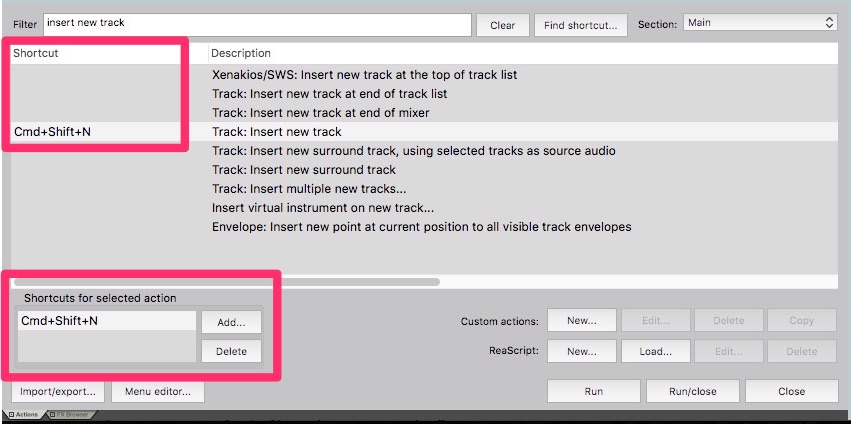 Filter insert new track Clear Find shortcut... Section: Main
Shortcut Description
Xenakios/SWS: Insert new track at the top of track list
Track: Insert new track at end of track list
Track: Insert new track at end of mixer
Cmd+Shift+N Track: Insert new track
Track: Insert new surround track, using selected tracks as source audio
Track: Insert new surround track
Track: Insert multiple new tracks...
Insert virtual instrument on new track...
Envelope: Insert new point at current position to all visible track envelopes
Shortcuts for selected action
Cmd+Shift+N Add... Custom actions: New... Edit... Delete Copy
Delete ReaScript: New... Load... Edit... Delete
Import/export... Menu editor... Run Run/close Close
Actions FX Browser